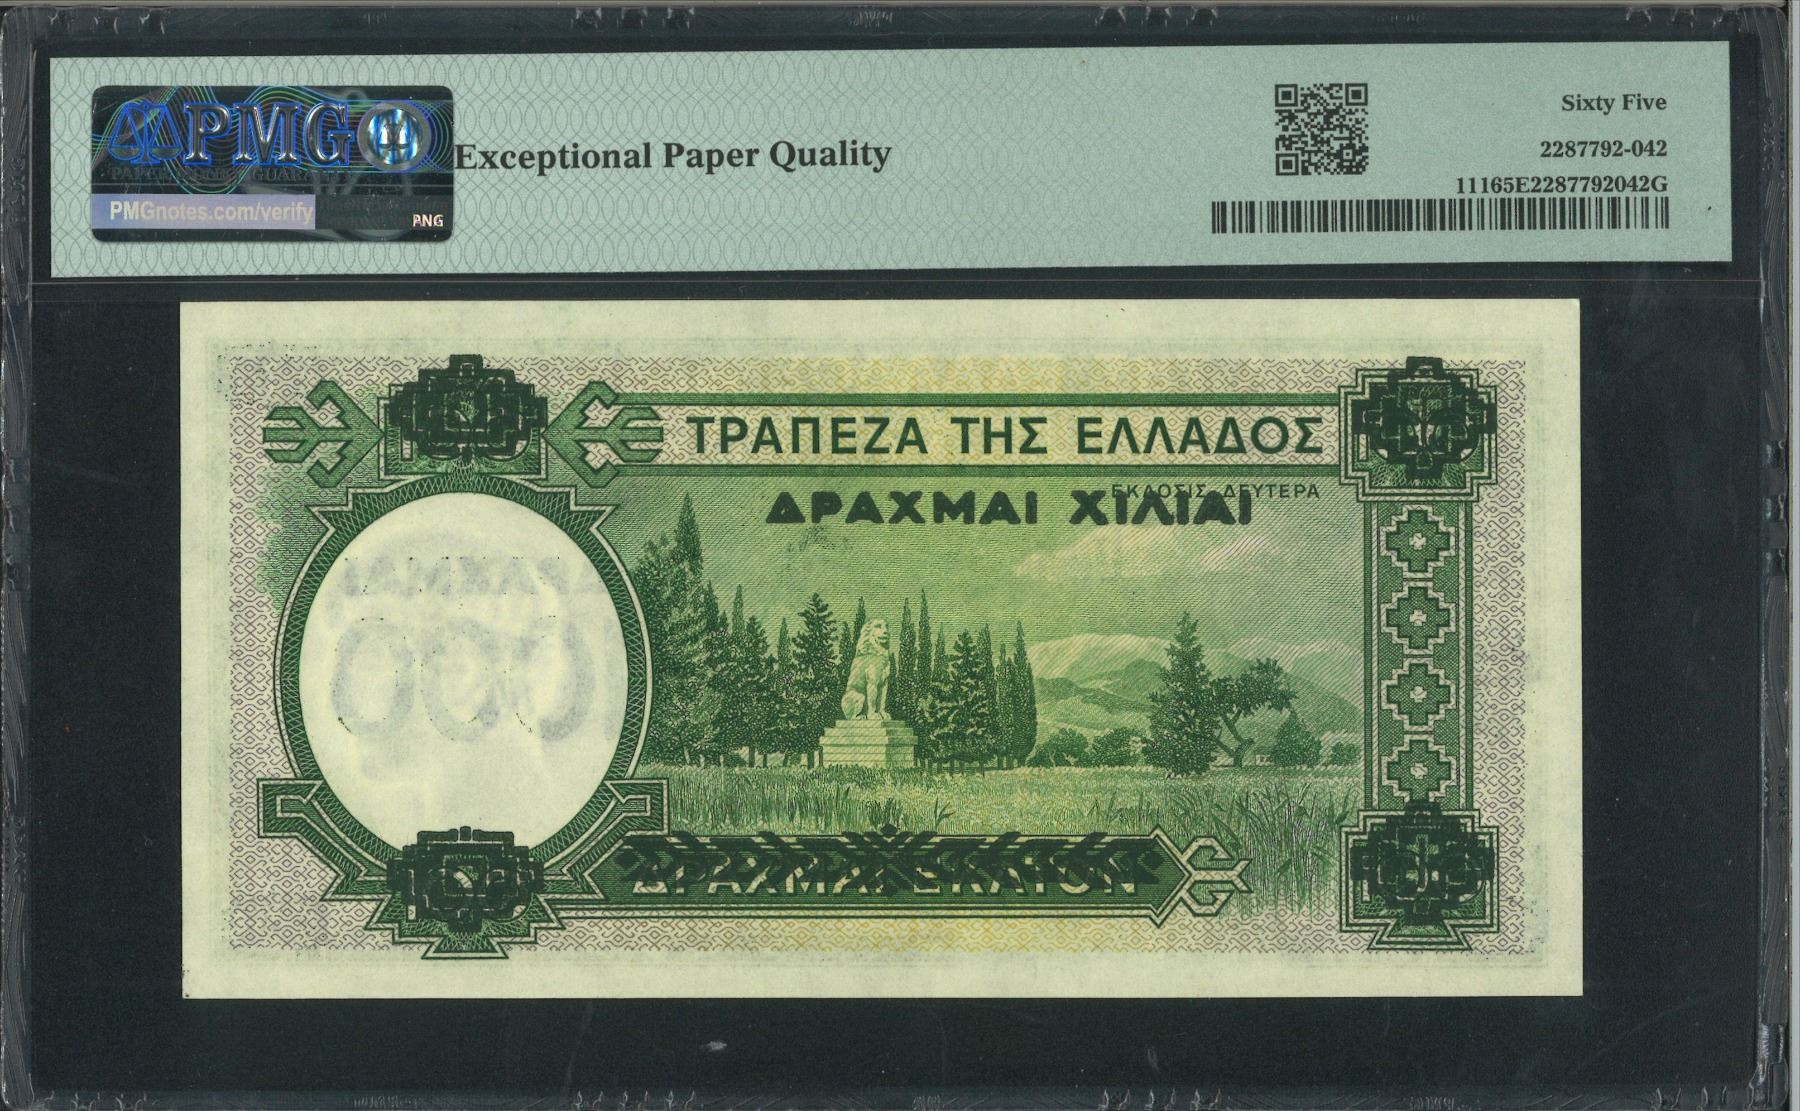 PMG
PMGnotes.com/verify
PNG
Exceptional Paper Quality
Sixty Five
2287792-042
11165E2287792042G
ΤΡΑΠΕΖΑ ΤΗΣ ΕΛΛΑΔΟΣ
ΕΚΔΟΣΙΣ ΔΕΥΤΕΡΑ
ΔΡΑΧΜΑΙ ΧΙΛΙΑΙ
ΔΡΑΧΜΑΙ ΕΚΑΤΟΝ